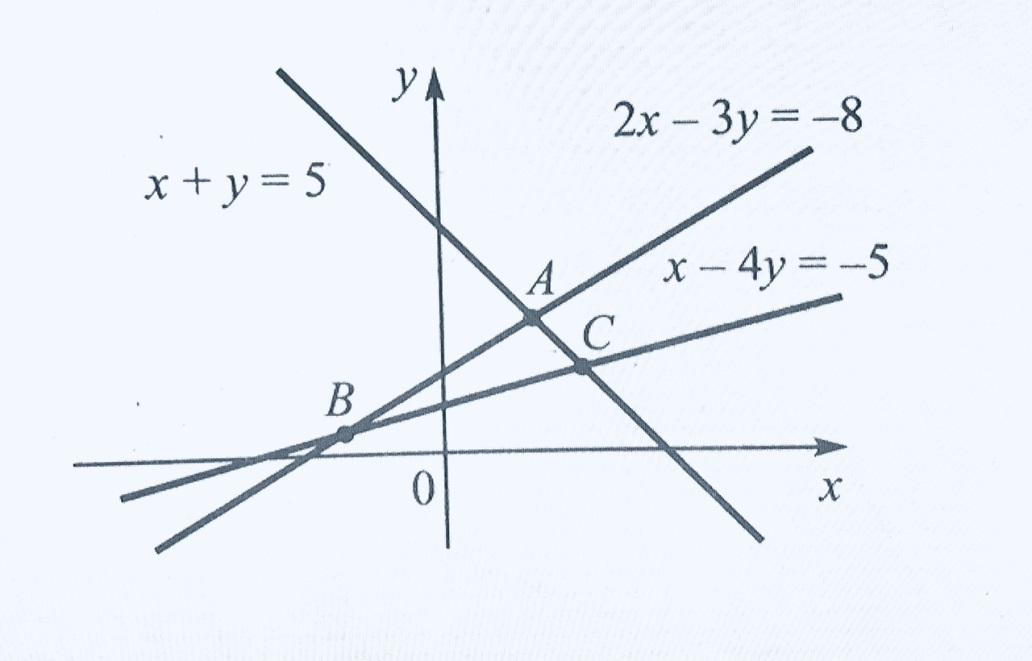 y
2x – 3y = –8
x + y = 5
x – 4y = –5
A
C
B
0
x